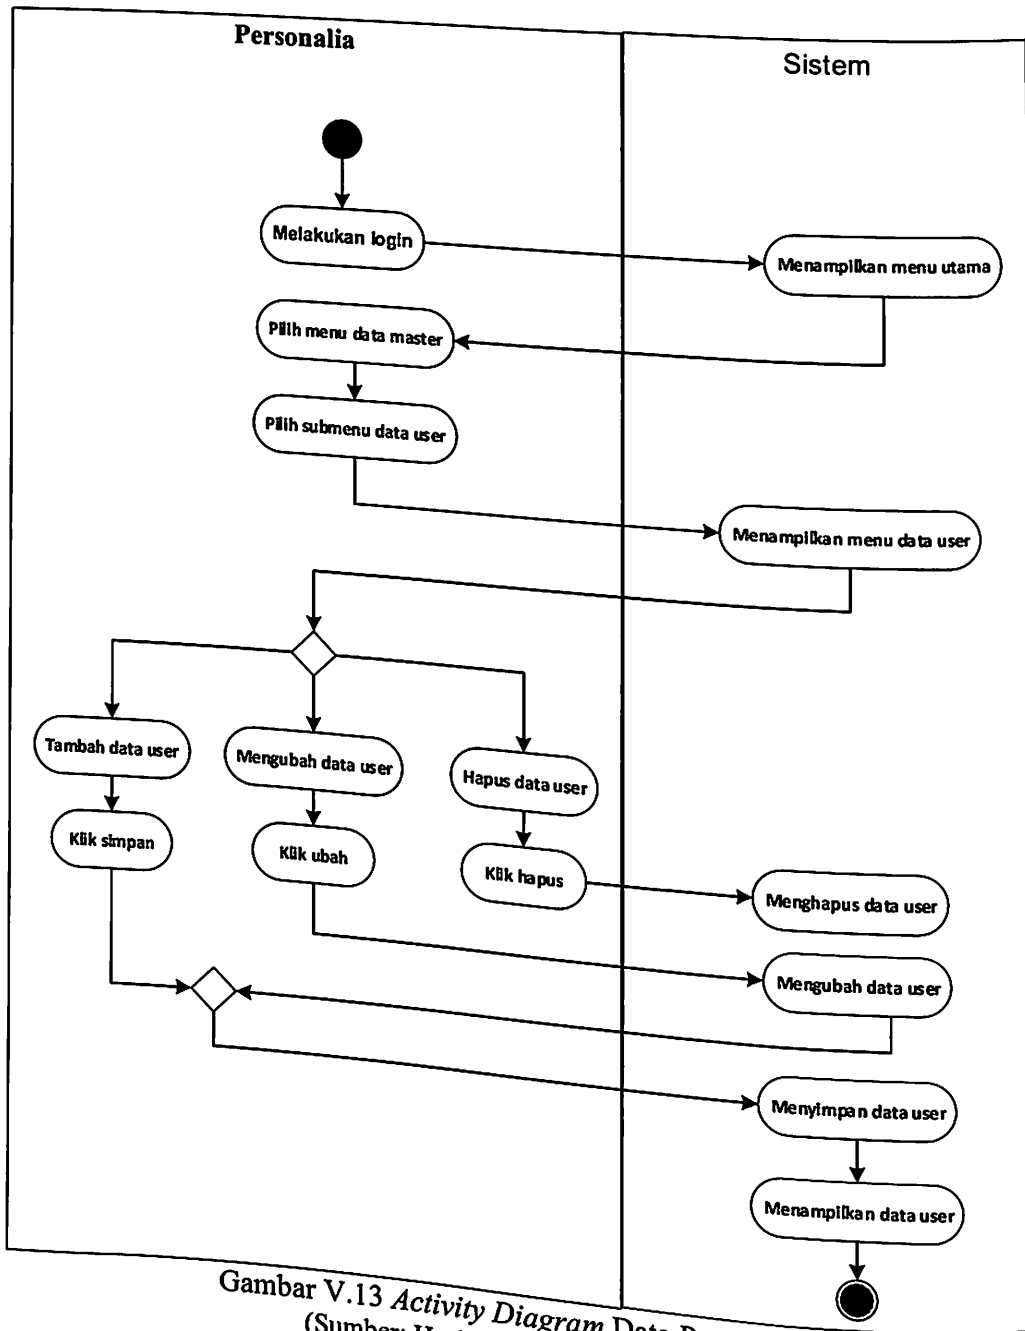 Personalia
Sistem
Melakukan login
Menampilkan menu utama
Pilih menu data master
Pilih submenu data user
Menampilkan menu data user
Tambah data user
Mengubah data user
Hapus data user
Klik simpan
Klik ubah
Klik hapus
Menghapus data user
Mengubah data user
Menyimpan data user
Menampilkan data user
Gambar V.13 Activity Diagram Data
(Sumber: